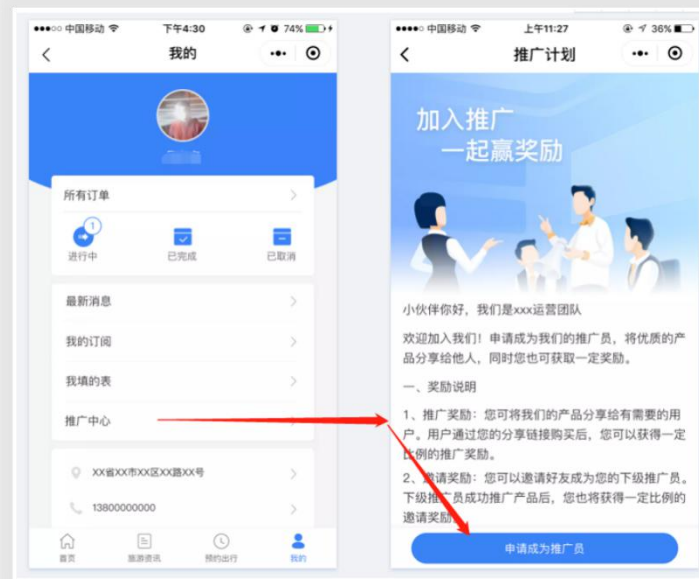 中国移动 下午4:30 74%
我的
所有订单
1
进行中 已完成 已取消
最新消息
我的订阅
我填的表
推广中心
XX省XX市XX区XX路XX号
13800000000
首页 旅游资讯 预约出行 我的
中国移动 上午11:27 36%
推广计划
加入推广
一起赢奖励
小伙伴你好，我们是xxx运营团队
欢迎加入我们！申请成为我们的推广员，将优质的产
品分享给他人，同时您也可获取一定奖励。
一、奖励说明
1、推广奖励：您可将我们的产品分享给有需要的用
户。用户通过您的分享链接购买后，您可以获得一定
比例的推广奖励。
2、邀请奖励：您可以邀请好友成为您的下级推广员。
下级推广员成功推广产品后，您也将获得一定比例的
邀请奖励
申请成为推广员